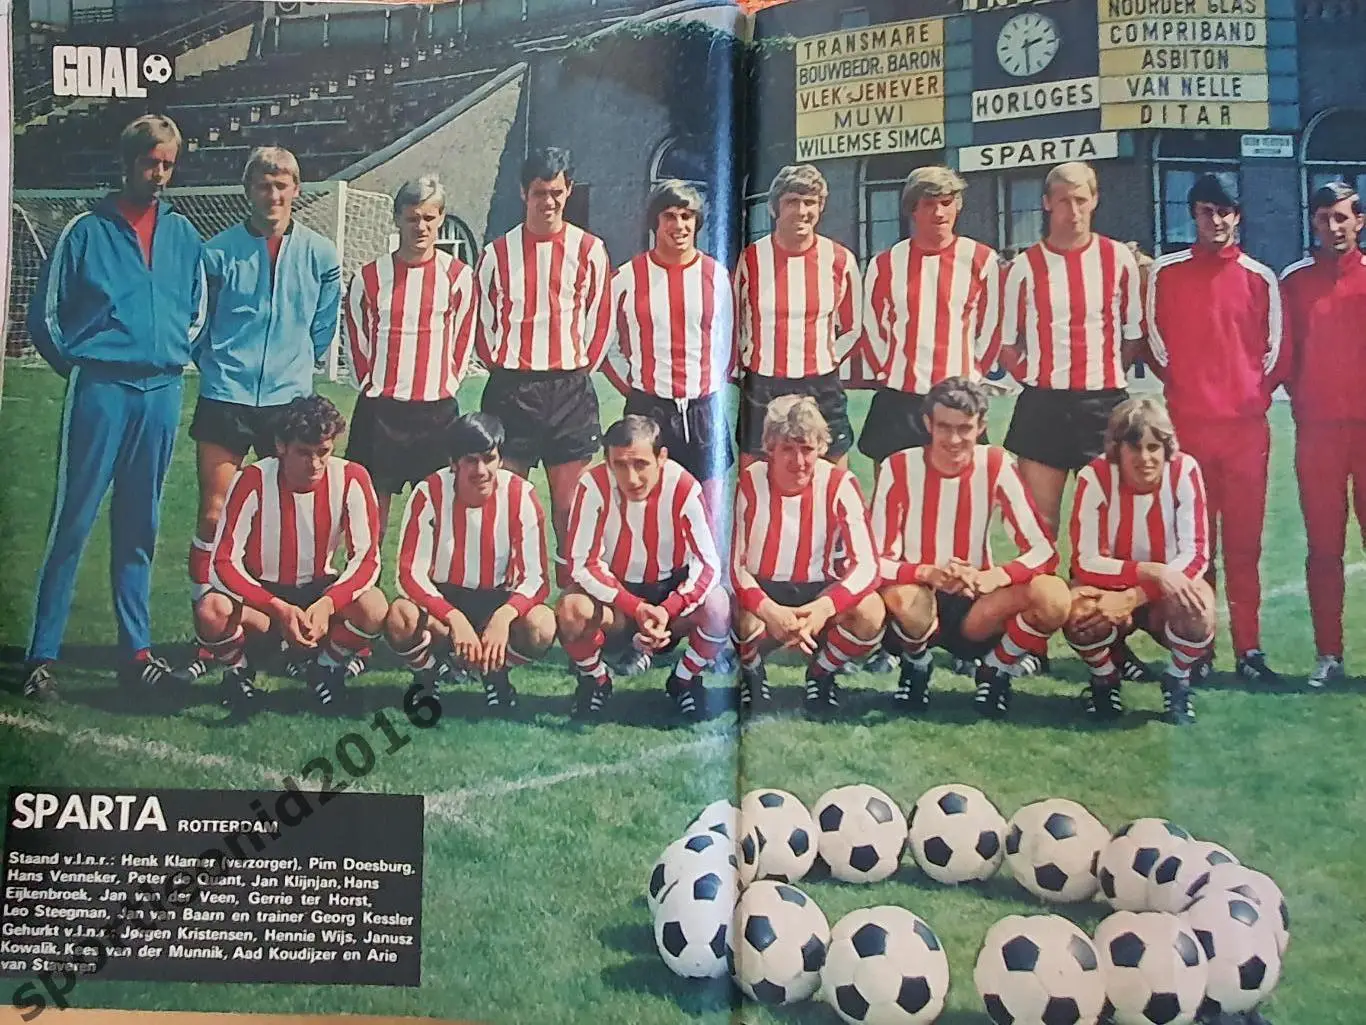 GOAL
TRANSMARE
BOUWBEDR: BARON
VLEK'S JENEVER
MUWI
WILLEMSE SIMCA
HORLOGES
SPARTA
NOORDER GLAS
COMPRIBAND
ASBITON
VAN NELLE
DITAR
SPARTA ROTTERDAM
Staand v.l.n.r.: Henk Klamer (verzorger), Pim Doesburg,
Hans Venneker, Peter de Quant, Jan Klijnjan, Hans
Eijkenbroek, Jan van der Veen, Gerrie ter Horst,
Leo Steegman, Jan van Baarn en trainer Georg Kessler
Gehurkt v.l.n.r.: Jørgen Kristensen, Hennie Wijs, Janusz
Kowalik, Kees van der Munnik, Aad Koudijzer en Arie
van Staveren
sportkenid2016